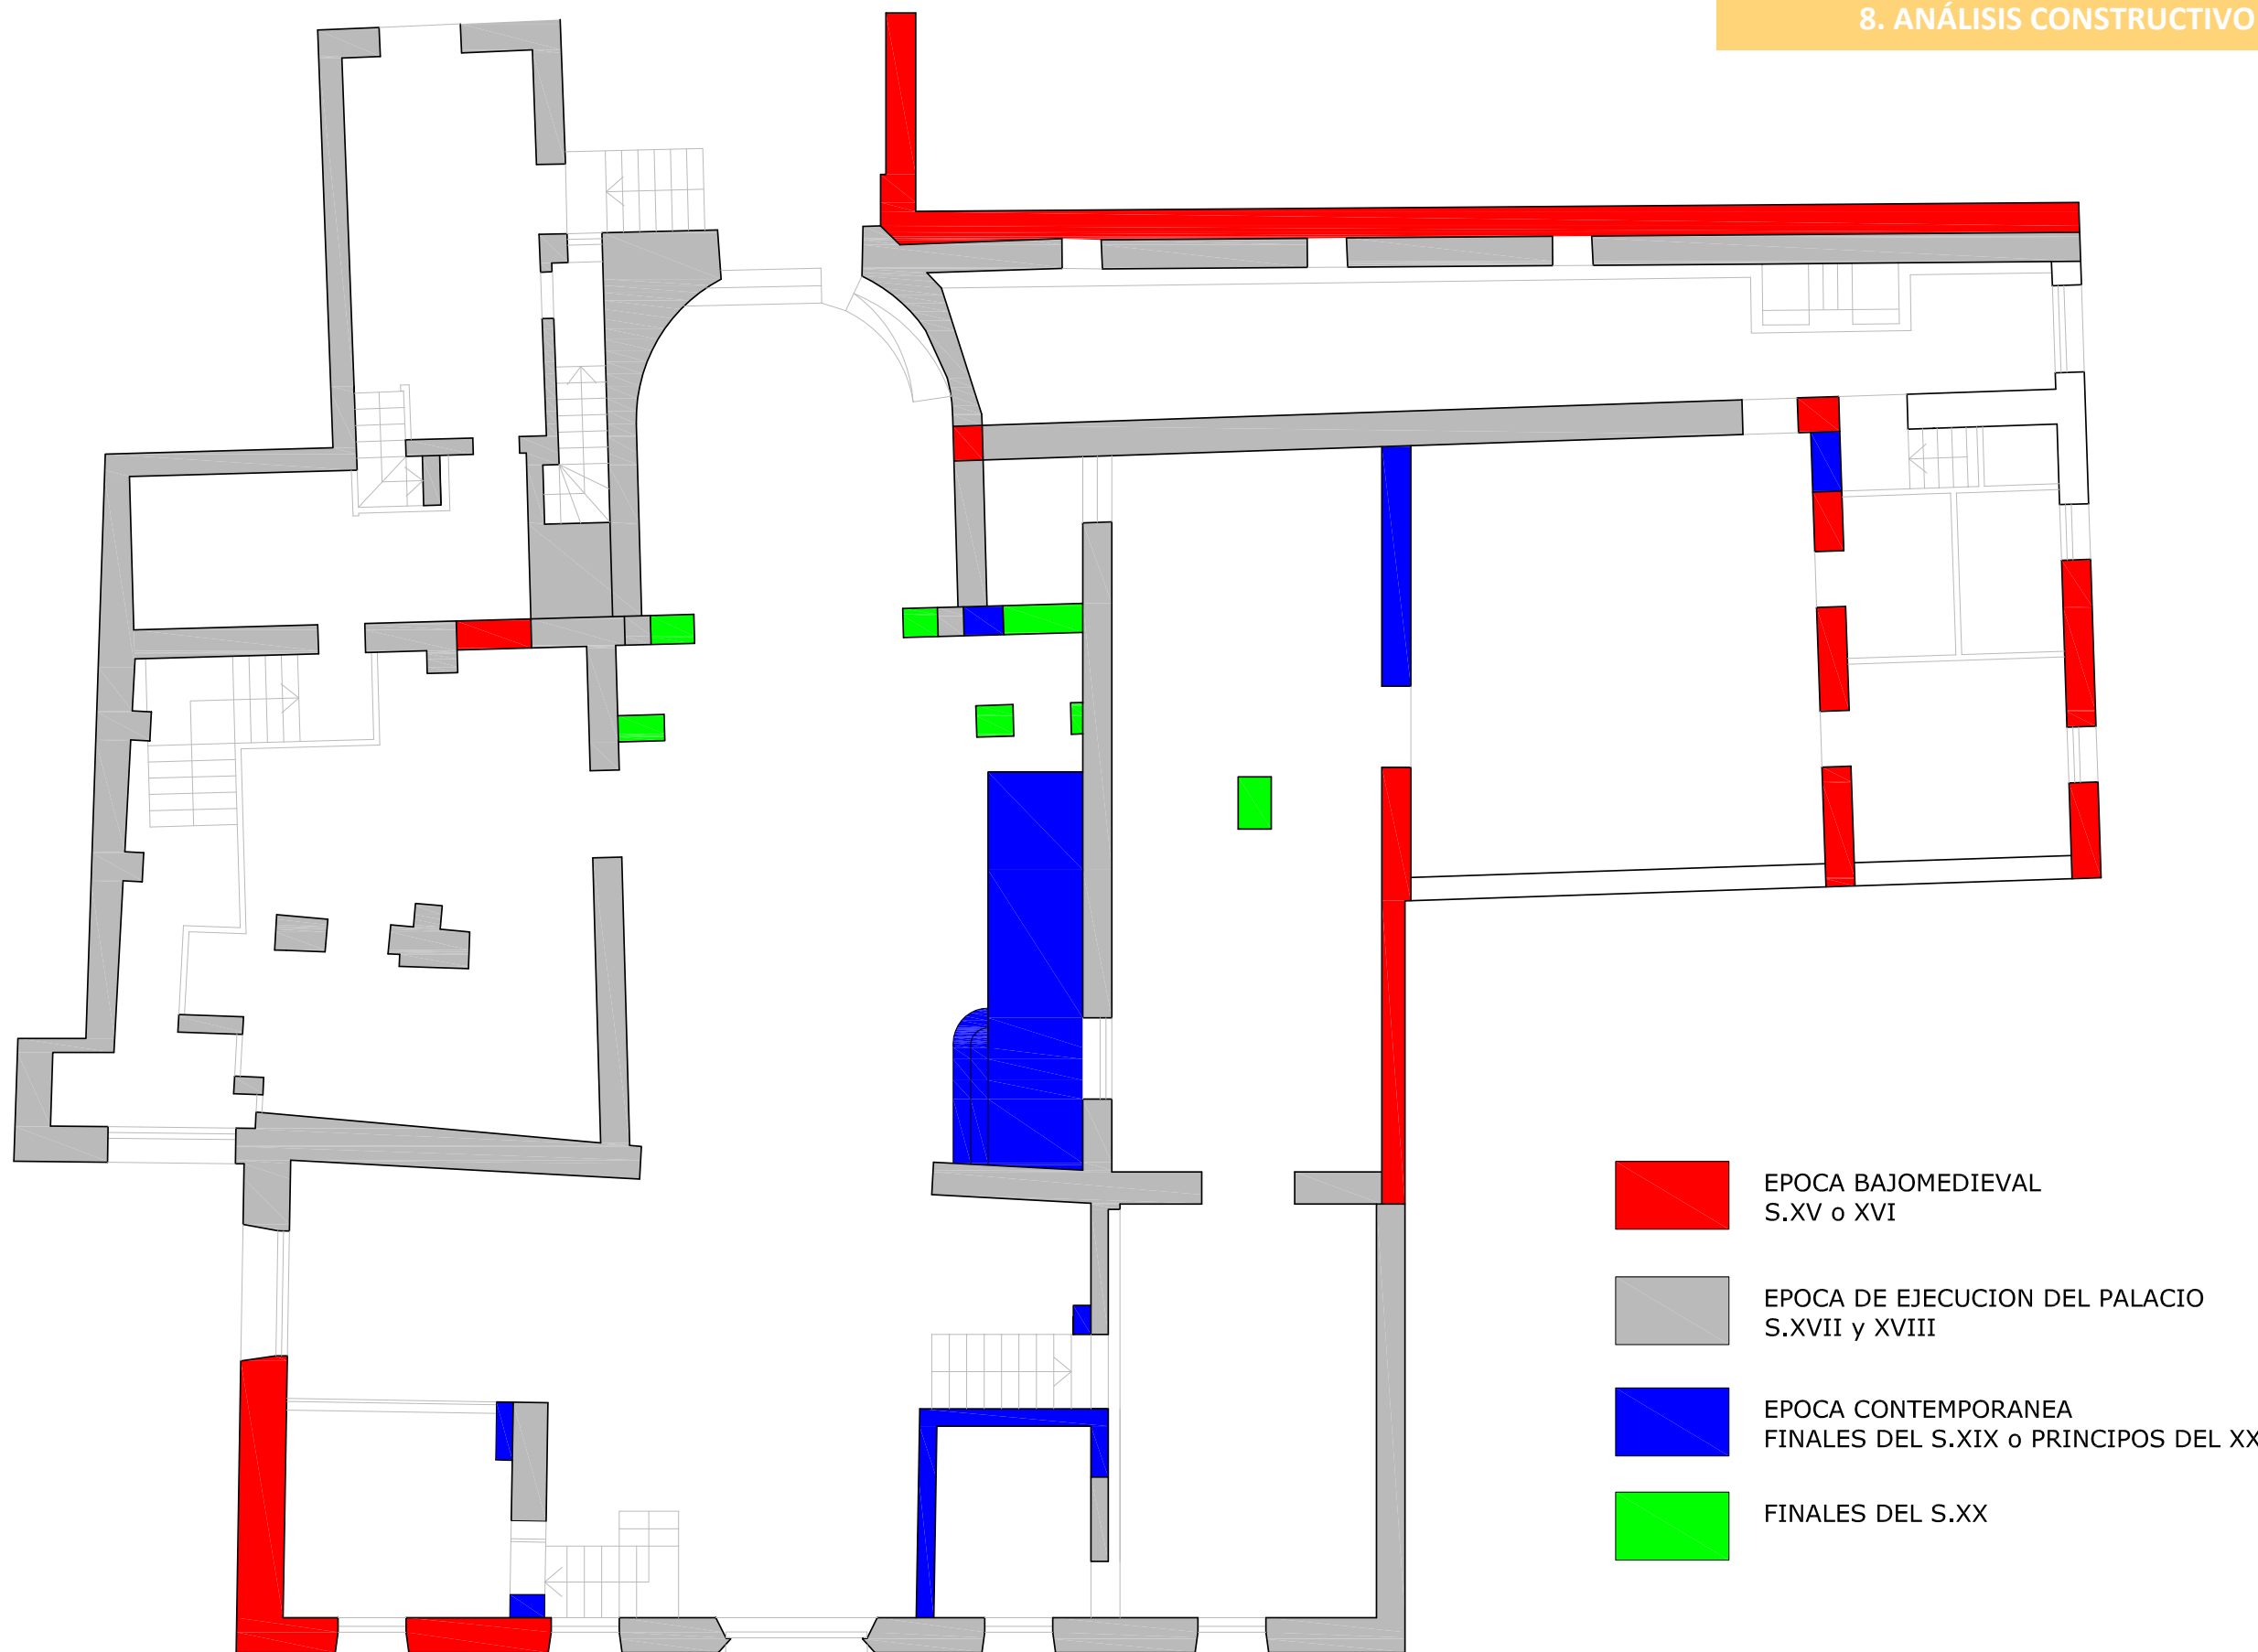 8. ANÁLISIS CONSTRUCTIVO
EPOCA BAJOMEDIEVAL
S.XV o XVI
EPOCA DE EJECUCION DEL PALACIO
S.XVII y XVIII
EPOCA CONTEMPORANEA
FINALES DEL S.XIX o PRINCIPOS DEL XX
FINALES DEL S.XX